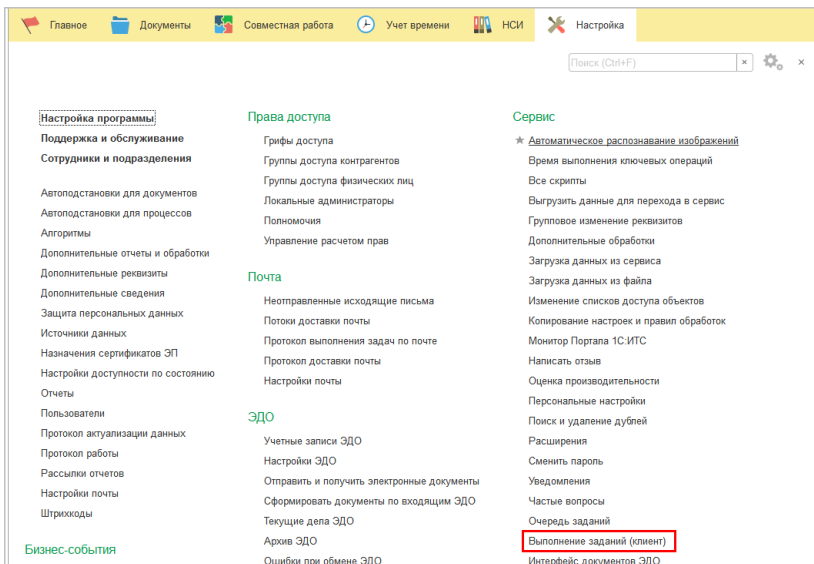 Главное Документы Совместная работа Учет времени НСИ Настройка
Поиск (Ctrl+F) × ×
Настройка программы
Поддержка и обслуживание
Сотрудники и подразделения
Автоподстановки для документов
Автоподстановки для процессов
Алгоритмы
Дополнительные отчеты и обработки
Дополнительные реквизиты
Дополнительные сведения
Защита персональных данных
Источники данных
Назначения сертификатов ЭП
Настройки доступности по состоянию
Отчеты
Пользователи
Протокол актуализации данных
Протокол работы
Рассылки отчетов
Настройки почты
Штрихкоды
Бизнес-события
Права доступа
Грифы доступа
Группы доступа контрагентов
Группы доступа физических лиц
Локальные администраторы
Полномочия
Управление расчетом прав
Почта
Неотправленные исходящие письма
Потоки доставки почты
Протокол выполнения задач по почте
Протокол доставки почты
Настройки почты
ЭДО
Учетные записи ЭДО
Настройки ЭДО
Отправить и получить электронные документы
Сформировать документы по входящим ЭДО
Текущие дела ЭДО
Архив ЭДО
Ошибки при обмене ЭДО
Сервис
Автоматическое распознавание изображений
Время выполнения ключевых операций
Все скрипты
Выгрузить данные для перехода в сервис
Групповое изменение реквизитов
Дополнительные обработки
Загрузка данных из сервиса
Загрузка данных из файла
Изменение списков доступа объектов
Копирование настроек и правил обработок
Монитор Портала 1С:ИТС
Написать отзыв
Оценка производительности
Персональные настройки
Поиск и удаление дублей
Расширения
Сменить пароль
Уведомления
Частые вопросы
Очередь заданий
Выполнение заданий (клиент)
Интерфейс документов ЭДО